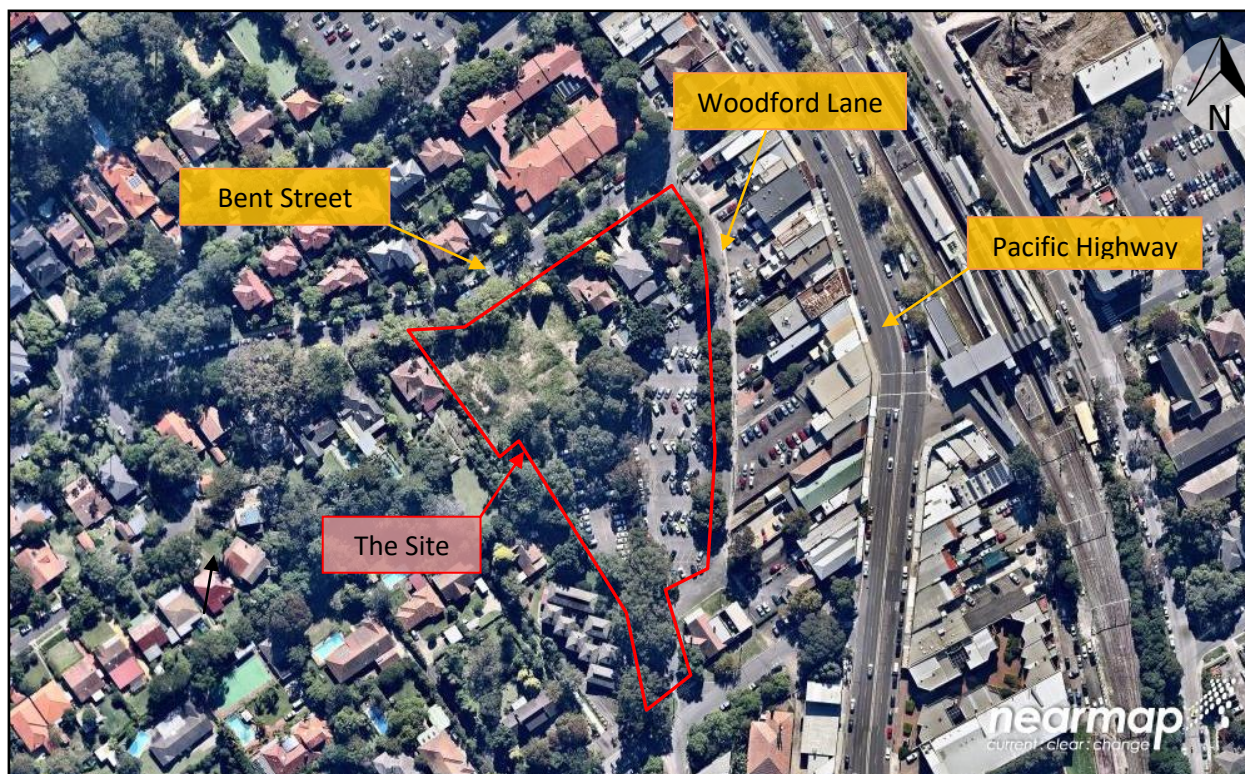 Woodford Lane
N
Bent Street
Pacific Highway
The Site
nearmap
current : clear : change